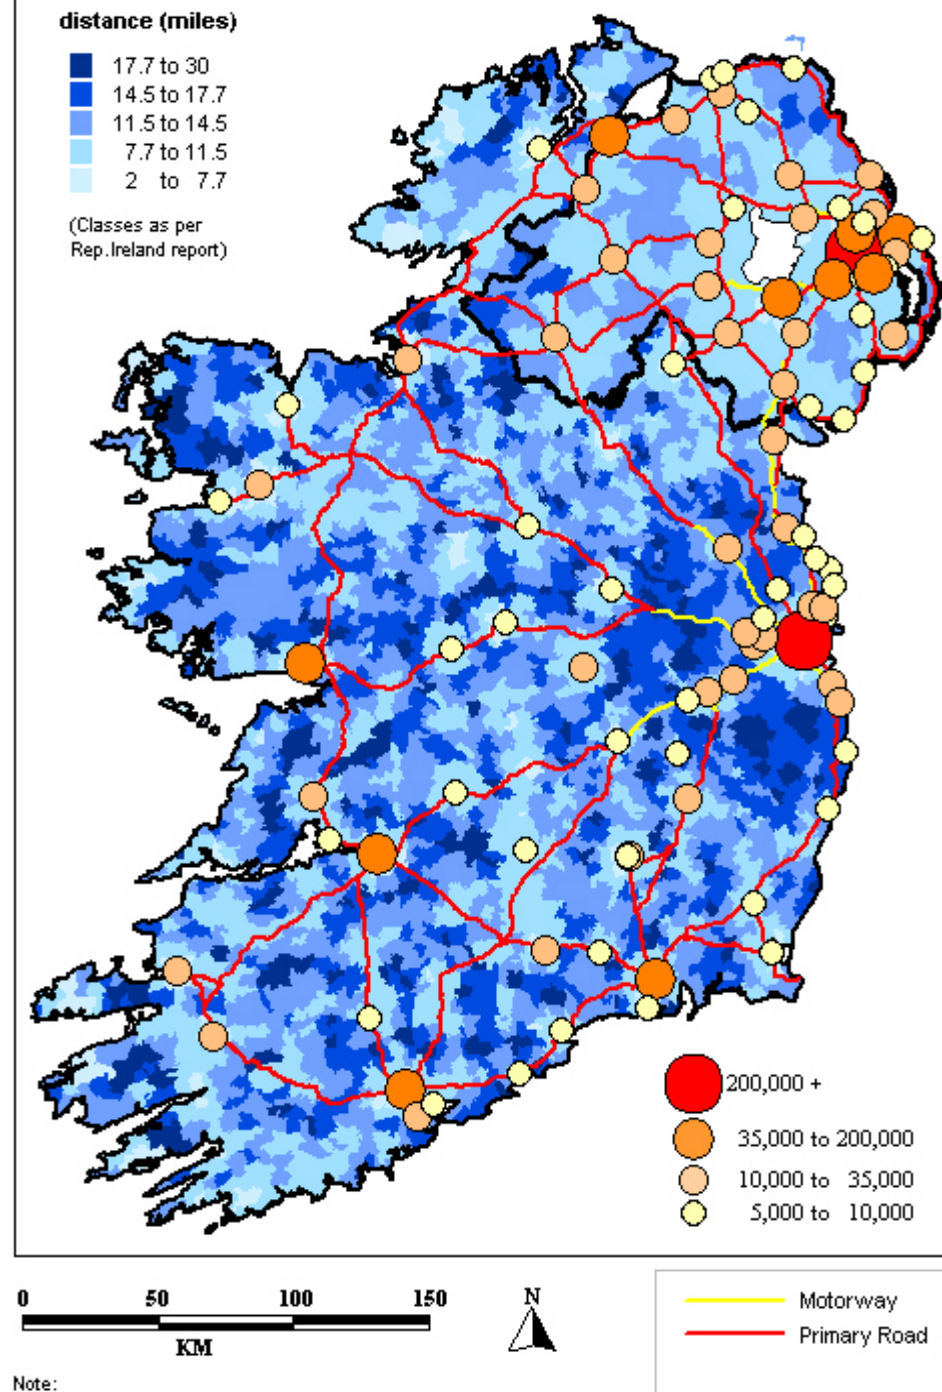 distance (miles)
17.7 to 30
14.5 to 17.7
11.5 to 14.5
7.7 to 11.5
2 to 7.7
(Classes as per
Rep.Ireland report)
200,000 +
35,000 to 200,000
10,000 to 35,000
5,000 to 10,000
0 50 100 150
KM
N
Motorway
Primary Road
Note: